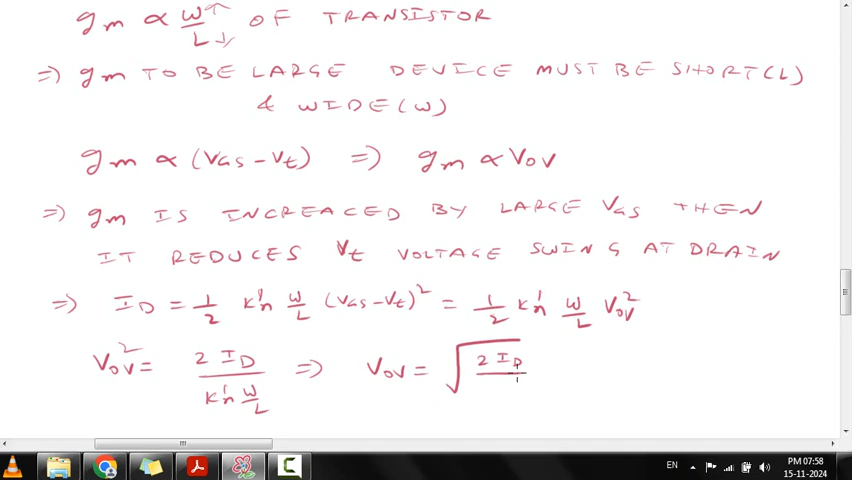 gm ∝ W↑/L↓ OF TRANSISTOR
⇒) gm TO BE LARGE DEVICE MUST BE SHORT(L)
& WIDE(W)
gm ∝ (VGS-Vt) ⇒) gm ∝ VOV
⇒) gm IS INCREACED BY LARGE VGS THEN
IT REDUCES Vt VOLTAGE SWING AT DRAIN
⇒) ID = 1/2 K'n W/L (VGS-Vt)² = 1/2 K'n W/L VOV²
VOV² = 2 ID / K'n W/L ⇒) VOV = √ 2 ID
EN PM 07:58
15-11-2024